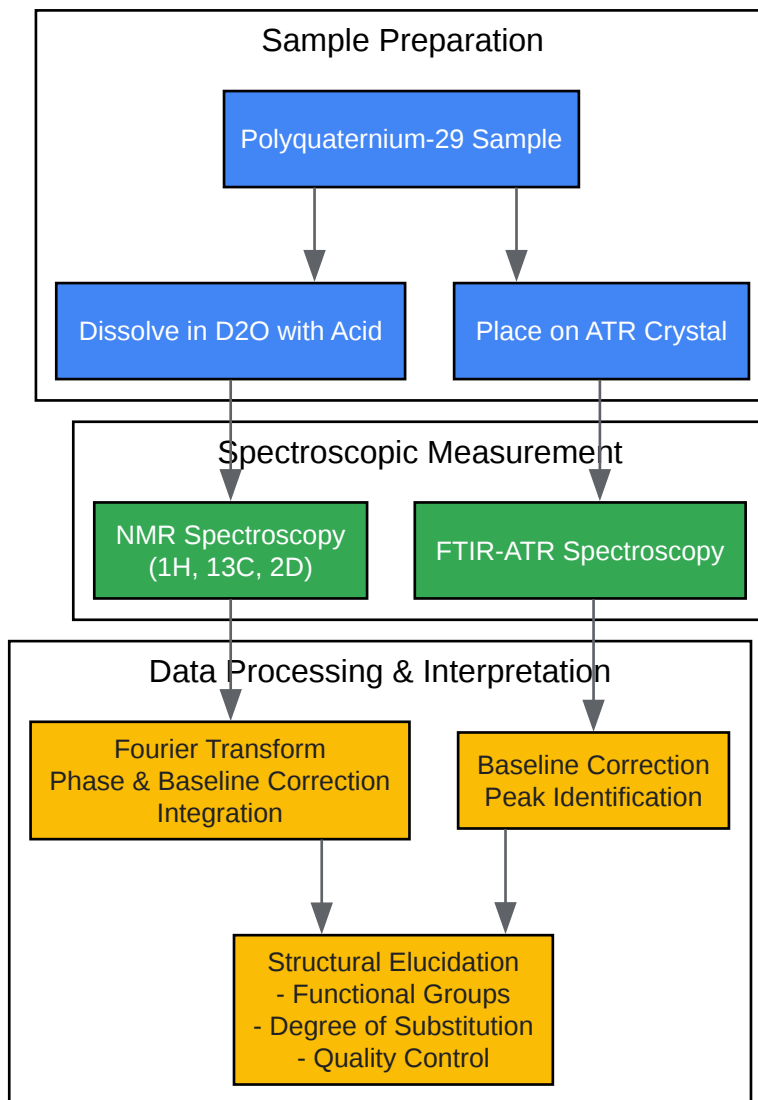 Sample Preparation
Polyquaternium-29 Sample
Dissolve in D2O with Acid
Place on ATR Crystal
Spectroscopic Measurement
NMR Spectroscopy
(1H, 13C, 2D)
FTIR-ATR Spectroscopy
Data Processing & Interpretation
Fourier Transform
Phase & Baseline Correction
Integration
Baseline Correction
Peak Identification
Structural Elucidation
- Functional Groups
- Degree of Substitution
- Quality Control